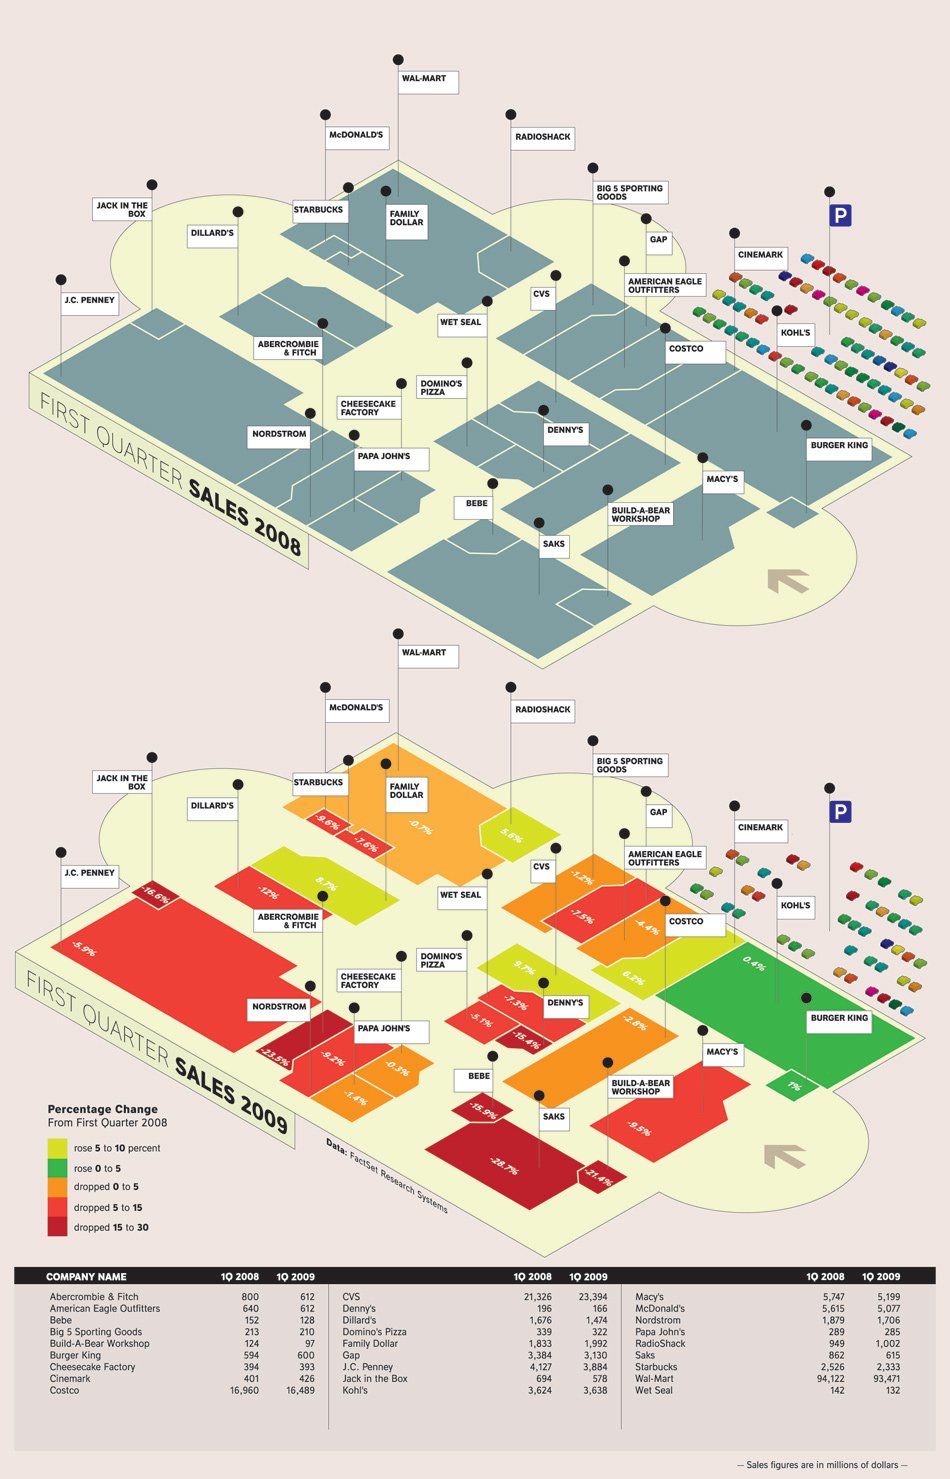 WAL-MART
McDONALD'S
RADIOSHACK
BIG 5 SPORTING
GOODS
JACK IN THE
BOX
STARBUCKS
FAMILY
DOLLAR
P
DILLARD'S
GAP
CINEMARK
J.C. PENNEY
CVS
AMERICAN EAGLE
OUTFITTERS
WET SEAL
KOHL'S
ABERCROMBIE
& FITCH
COSTCO
DOMINO'S
PIZZA
CHEESECAKE
FACTORY
NORDSTROM
DENNY'S
PAPA JOHN'S
BURGER KING
MACY'S
BEBE
BUILD-A-BEAR
WORKSHOP
SAKS
FIRST QUARTER SALES 2008
WAL-MART
McDONALD'S
RADIOSHACK
BIG 5 SPORTING
GOODS
JACK IN THE
BOX
STARBUCKS
FAMILY
DOLLAR
P
DILLARD'S
GAP
CINEMARK
-9.6%
-7.6%
-0.7%
5.6%
J.C. PENNEY
CVS
AMERICAN EAGLE
OUTFITTERS
-1.2%
-16.6%
-12%
8.7%
WET SEAL
KOHL'S
ABERCROMBIE
& FITCH
-7.5%
-4.4%
COSTCO
-5.9%
DOMINO'S
PIZZA
9.7%
6.2%
0.4%
CHEESECAKE
FACTORY
NORDSTROM
-7.3%
DENNY'S
PAPA JOHN'S
-5.1%
-15.4%
-2.8%
BURGER KING
-23.5%
-9.2%
-0.3%
MACY'S
BEBE
BUILD-A-BEAR
WORKSHOP
1%
-1.4%
-15.9%
SAKS
-9.5%
-28.7%
-21.4%
FIRST QUARTER SALES 2009
Percentage Change
From First Quarter 2008
rose 5 to 10 percent
rose 0 to 5
dropped 0 to 5
dropped 5 to 15
dropped 15 to 30
Data: FactSet Research Systems
COMPANY NAME 1Q 2008 1Q 2009 1Q 2008 1Q 2009 1Q 2008 1Q 2009
Abercrombie & Fitch 800 612 CVS 21,326 23,394 Macy's 5,747 5,199
American Eagle Outfitters 640 612 Denny's 196 166 McDonald's 5,615 5,077
Bebe 152 128 Dillard's 1,676 1,474 Nordstrom 1,879 1,706
Big 5 Sporting Goods 213 210 Domino's Pizza 339 322 Papa John's 289 285
Build-A-Bear Workshop 124 97 Family Dollar 1,833 1,992 RadioShack 949 1,002
Burger King 594 600 Gap 3,384 3,130 Saks 862 615
Cheesecake Factory 394 393 J.C. Penney 4,127 3,884 Starbucks 2,526 2,333
Cinemark 401 426 Jack in the Box 694 578 Wal-Mart 94,122 93,471
Costco 16,960 16,489 Kohl's 3,624 3,638 Wet Seal 142 132
— Sales figures are in millions of dollars —